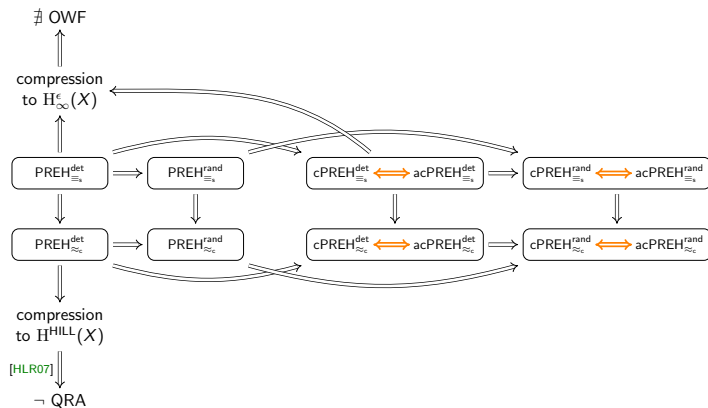 ∄ OWF
compression
to H^ϵ_∞(X)
PREH^det_≡s
PREH^rand_≡s
cPREH^det_≡s ⟺ acPREH^det_≡s
cPREH^rand_≡s ⟺ acPREH^rand_≡s
PREH^det_≈c
PREH^rand_≈c
cPREH^det_≈c ⟺ acPREH^det_≈c
cPREH^rand_≈c ⟺ acPREH^rand_≈c
compression
to H^HILL(X)
[HLR07]
¬ QRA